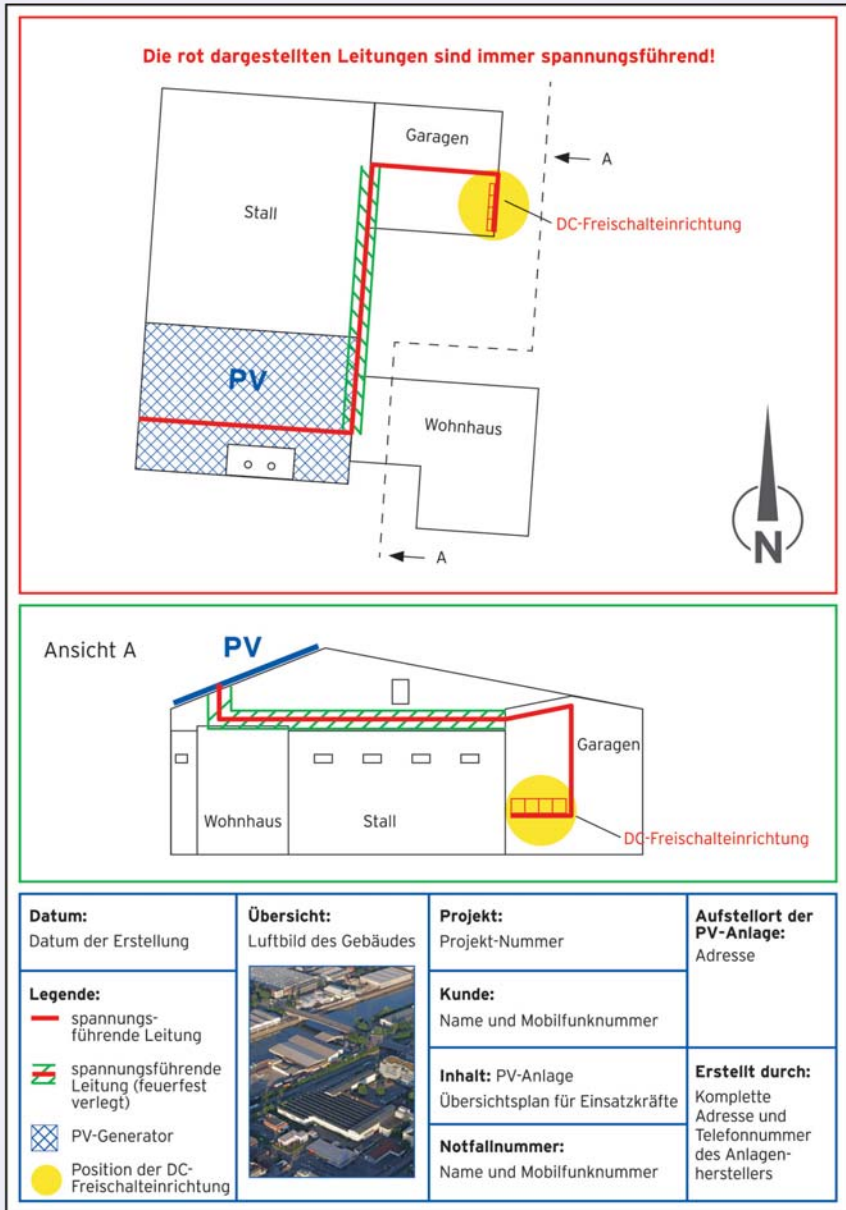 Die rot dargestellten Leitungen sind immer spannungsführend!
Garagen
A
Stall
DC-Freischalteinrichtung
PV
Wohnhaus
A
N
Ansicht A
PV
Garagen
Wohnhaus
Stall
DC-Freischalteinrichtung
Datum:
Datum der Erstellung
Legende:
spannungs-
führende Leitung
spannungsführende
Leitung (feuerfest
verlegt)
PV-Generator
Position der DC-
Freischalteinrichtung
Übersicht:
Luftbild des Gebäudes
Projekt:
Projekt-Nummer
Kunde:
Name und Mobilfunknummer
Inhalt: PV-Anlage
Übersichtsplan für Einsatzkräfte
Notfallnummer:
Name und Mobilfunknummer
Aufstellort der
PV-Anlage:
Adresse
Erstellt durch:
Komplette
Adresse und
Telefonnummer
des Anlagen-
herstellers